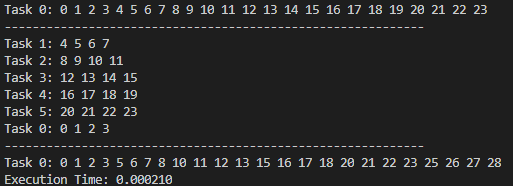 Task 0: 0 1 2 3 4 5 6 7 8 9 10 11 12 13 14 15 16 17 18 19 20 21 22 23
------------------------------------------------------------
Task 1: 4 5 6 7
Task 2: 8 9 10 11
Task 3: 12 13 14 15
Task 4: 16 17 18 19
Task 5: 20 21 22 23
Task 0: 0 1 2 3
------------------------------------------------------------
Task 0: 0 1 2 3 5 6 7 8 10 11 12 13 15 16 17 18 20 21 22 23 25 26 27 28
Execution Time: 0.000210